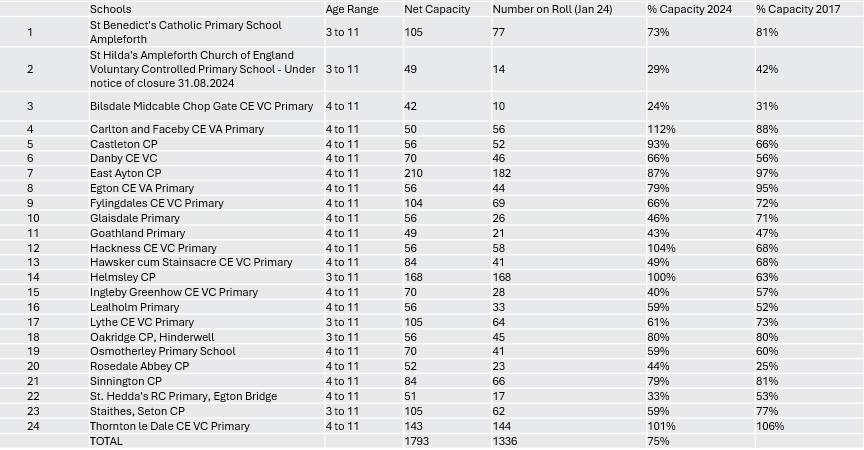 Schools Age Range Net Capacity Number on Roll (Jan 24) % Capacity 2024 % Capacity 2017
1 St Benedict's Catholic Primary School Ampleforth 3 to 11 105 77 73% 81%
2 St Hilda's Ampleforth Church of England Voluntary Controlled Primary School - Under notice of closure 31.08.2024 3 to 11 49 14 29% 42%
3 Bilsdale Midcable Chop Gate CE VC Primary 4 to 11 42 10 24% 31%
4 Carlton and Faceby CE VA Primary 4 to 11 50 56 112% 88%
5 Castleton CP 4 to 11 56 52 93% 66%
6 Danby CE VC 4 to 11 70 46 66% 56%
7 East Ayton CP 4 to 11 210 182 87% 97%
8 Egton CE VA Primary 4 to 11 56 44 79% 95%
9 Fylingdales CE VC Primary 4 to 11 104 69 66% 72%
10 Glaisdale Primary 4 to 11 56 26 46% 71%
11 Goathland Primary 4 to 11 49 21 43% 47%
12 Hackness CE VC Primary 4 to 11 56 58 104% 68%
13 Hawsker cum Stainsacre CE VC Primary 4 to 11 84 41 49% 68%
14 Helmsley CP 3 to 11 168 168 100% 63%
15 Ingleby Greenhow CE VC Primary 4 to 11 70 28 40% 57%
16 Lealholm Primary 4 to 11 56 33 59% 52%
17 Lythe CE VC Primary 3 to 11 105 64 61% 73%
18 Oakridge CP, Hinderwell 3 to 11 56 45 80% 80%
19 Osmotherley Primary School 4 to 11 70 41 59% 60%
20 Rosedale Abbey CP 4 to 11 52 23 44% 25%
21 Sinnington CP 4 to 11 84 66 79% 81%
22 St. Hedda's RC Primary, Egton Bridge 4 to 11 51 17 33% 53%
23 Staithes, Seton CP 3 to 11 105 62 59% 77%
24 Thornton le Dale CE VC Primary 4 to 11 143 144 101% 106%
TOTAL 1793 1336 75%